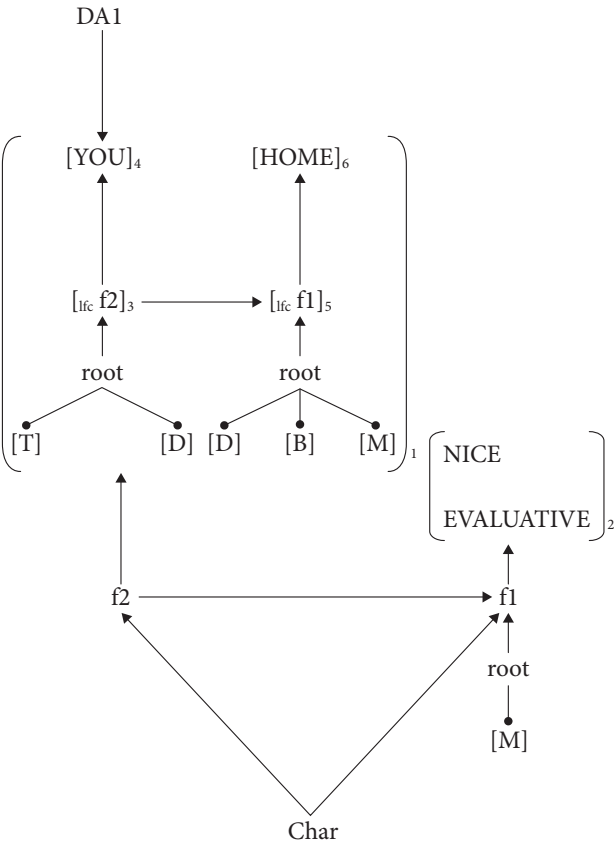 DA1
[YOU]₄ [HOME]₆
[lfc f2]₃ [lfc f1]₅
root root
[T] [D] [D] [B] [M]
1
NICE
EVALUATIVE
2
f2 f1
root
[M]
Char